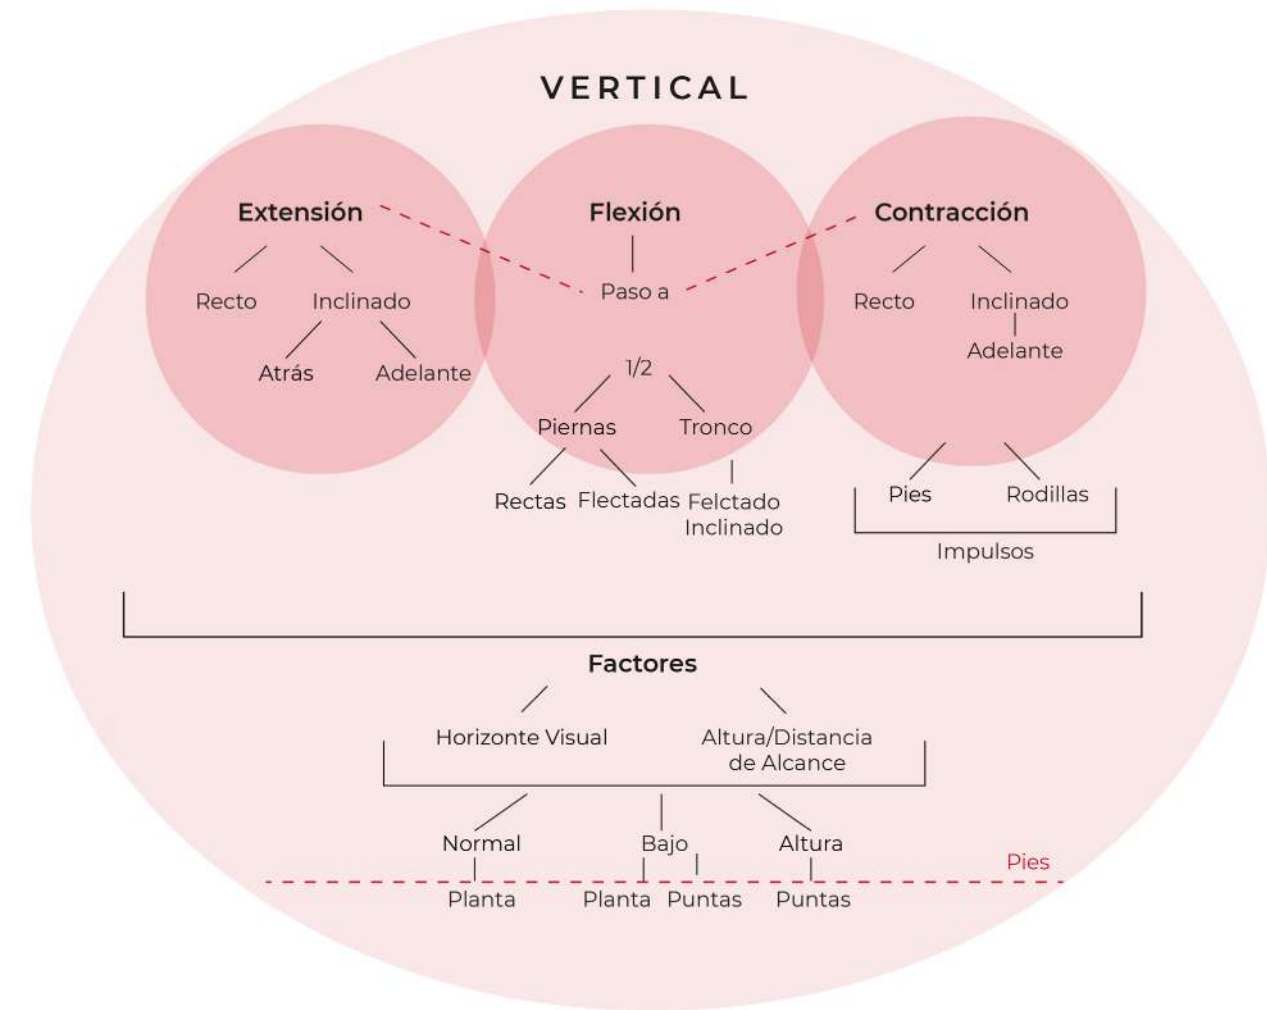 VERTICAL
Extensión
Flexión
Contracción
Recto
Inclinado
Paso a
Recto
Inclinado
Atrás
Adelante
1/2
Adelante
Piernas
Tronco
Rectas
Flectadas
Felctado
Inclinado
Pies
Rodillas
Impulsos
Factores
Horizonte Visual
Altura/Distancia
de Alcance
Normal
Bajo
Altura
Pies
Planta
Planta
Puntas
Puntas